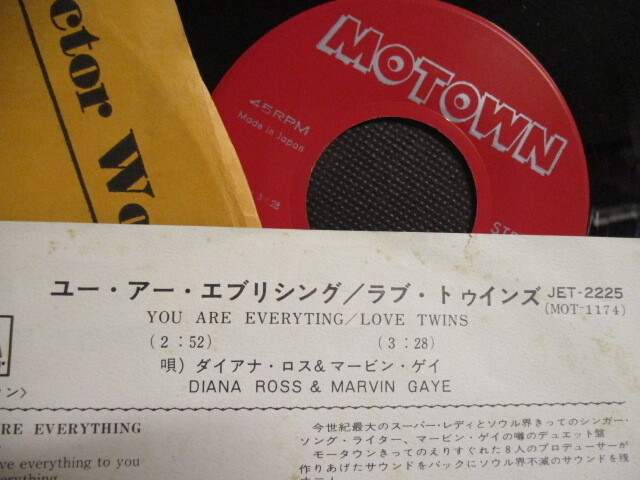 ctor Wo
MOTOWN
45RPM
Made in Japan
3:28
ユー・アー・エブリシング/ラブ・トゥインズ JET-2225
YOU ARE EVERYTING/LOVE TWINS (MOT-1174)
(2:52) (3:28)
唄) ダイアナ・ロス&マービン・ゲイ
DIANA ROSS & MARVIN GAYE
RE EVERYTHING
ve everything to you
everything
今世紀最大のスーパー・レディとソウル界きってのシンガー・
ソング・ライター、マービン・ゲイの噂のデュエット盤
モータウンきってのえりすぐれた8人のプロデューサーが
作りあげたサウンドをバックにソウル界不滅のサウンドを残